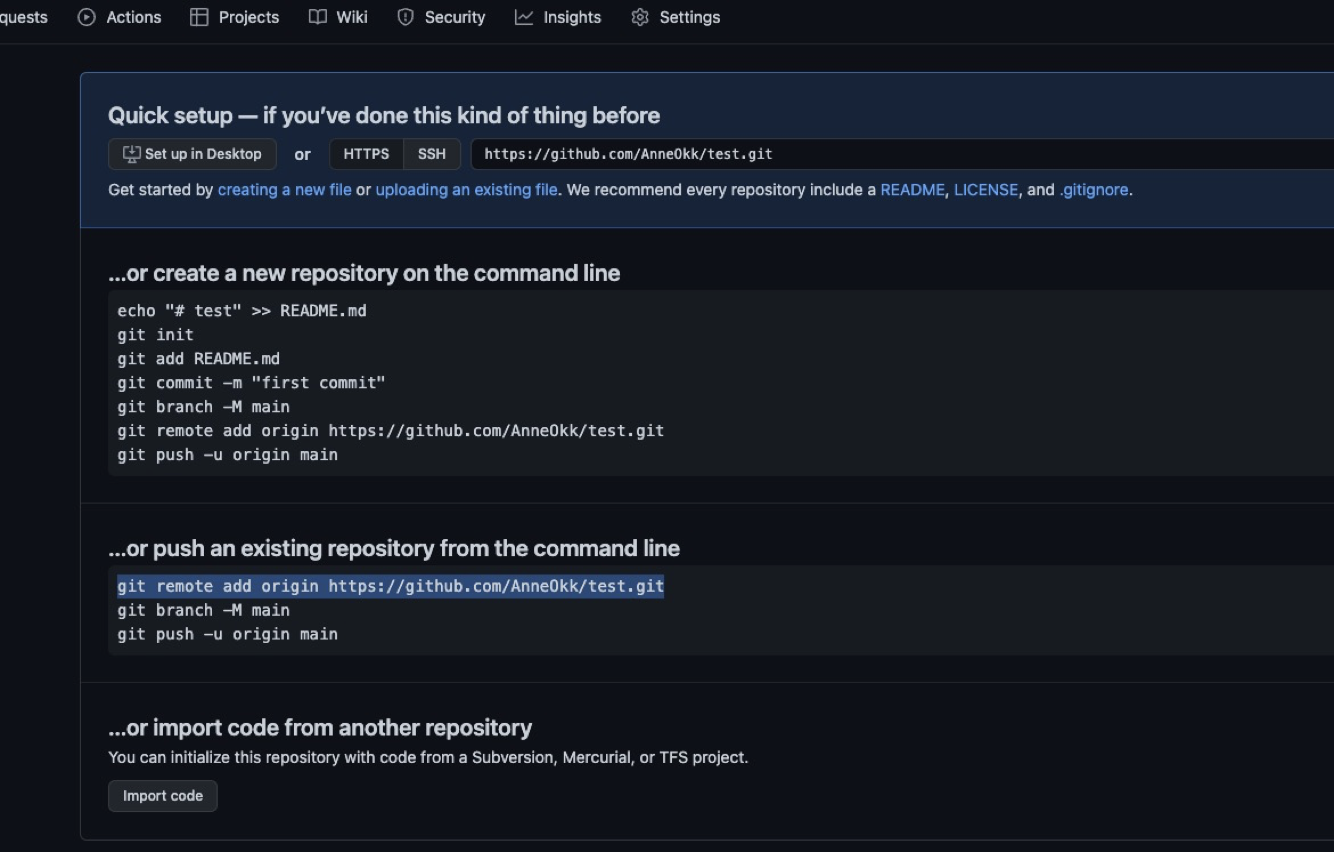 quests Actions Projects Wiki Security Insights Settings
Quick setup — if you’ve done this kind of thing before
Set up in Desktop or HTTPS SSH https://github.com/AnneOkk/test.git
Get started by creating a new file or uploading an existing file. We recommend every repository include a README, LICENSE, and .gitignore.
…or create a new repository on the command line
echo "# test" >> README.md
git init
git add README.md
git commit -m "first commit"
git branch -M main
git remote add origin https://github.com/AnneOkk/test.git
git push -u origin main
…or push an existing repository from the command line
git remote add origin https://github.com/AnneOkk/test.git
git branch -M main
git push -u origin main
…or import code from another repository
You can initialize this repository with code from a Subversion, Mercurial, or TFS project.
Import code